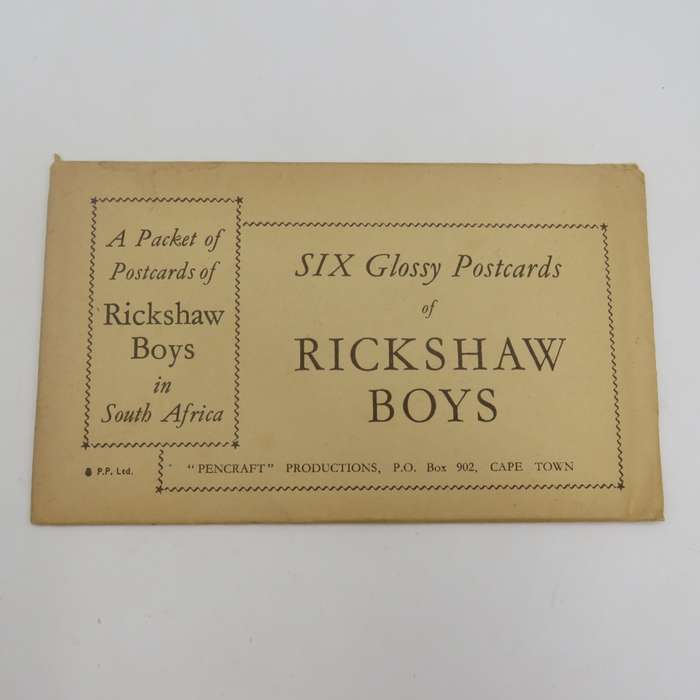 A Packet of
Postcards of
Rickshaw
Boys
in
South Africa
P.P. Ltd.
SIX Glossy Postcards
of
RICKSHAW
BOYS
"PENCRAFT" PRODUCTIONS, P.O. Box 902, CAPE TOWN